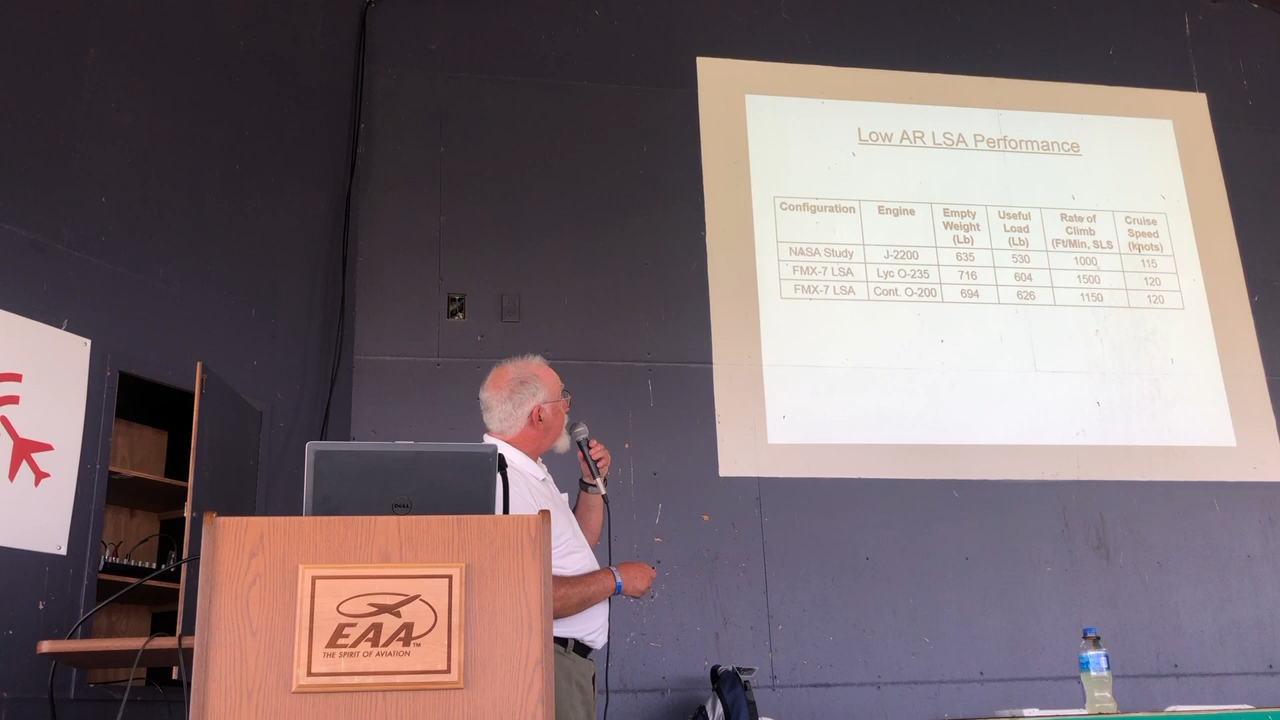 Low AR LSA Performance
Configuration Engine Empty Weight (Lb) Useful Load (Lb) Rate of Climb (Ft/Min, SLS Cruise Speed (knots)
NASA Study J-2200 635 530 1000 115
FMX-7 LSA Lyc O-235 716 604 1500 120
FMX-7 LSA Cont. O-200 694 626 1150 120
DELL
EAA™
THE SPIRIT OF AVIATION